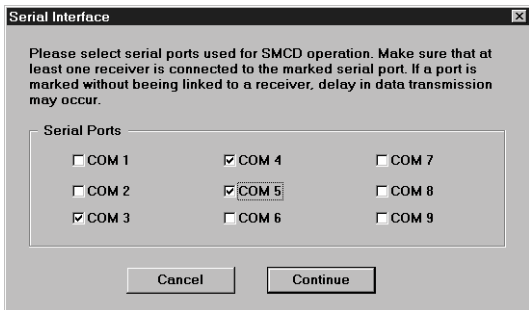 Serial Interface
Please select serial ports used for SMCD operation. Make sure that at
least one receiver is connected to the marked serial port. If a port is
marked without beeing linked to a receiver, delay in data transmission
may occur.
Serial Ports
COM 1 COM 4 COM 7
COM 2 COM 5 COM 8
COM 3 COM 6 COM 9
Cancel Continue